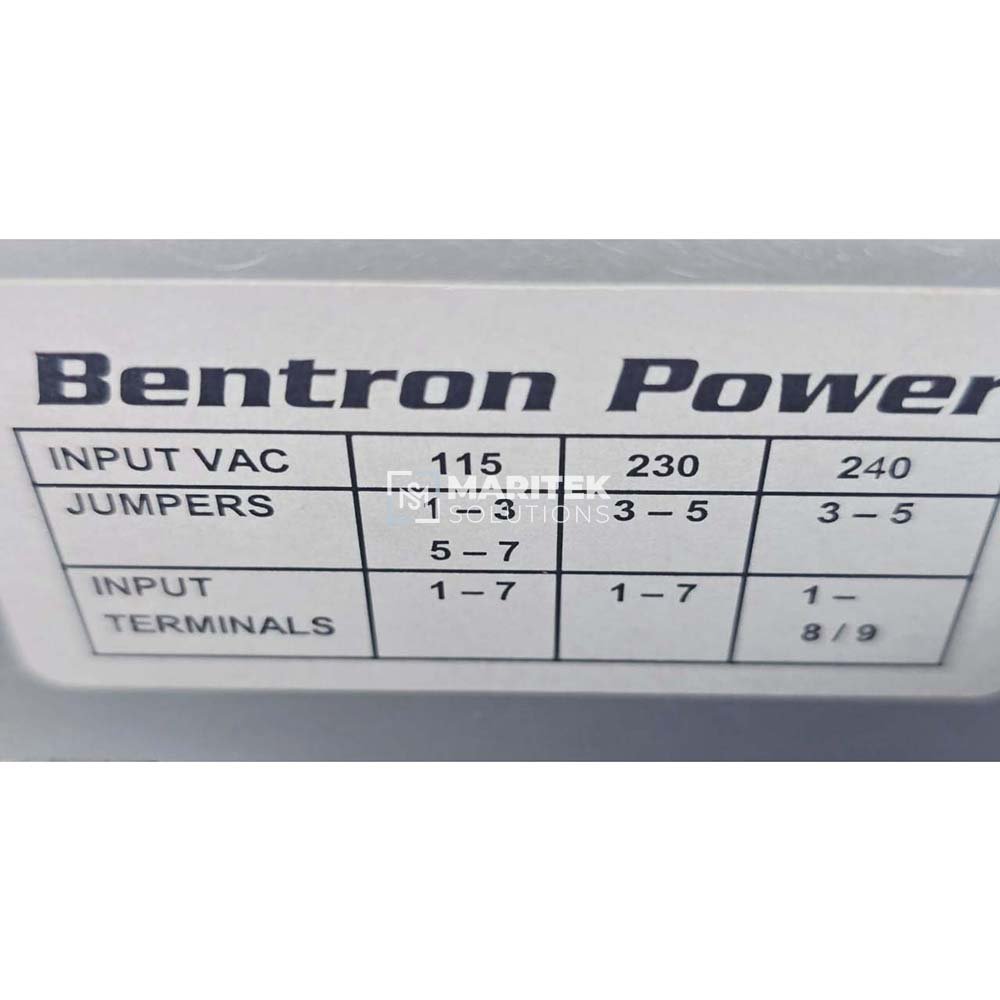 Bentron Power
INPUT VAC 115 230 240
JUMPERS 1 – 3 3 – 5 3 – 5
5 – 7
INPUT 1 – 7 1 – 7 1 –
TERMINALS 8 / 9
MARITEK
SOLUTIONS